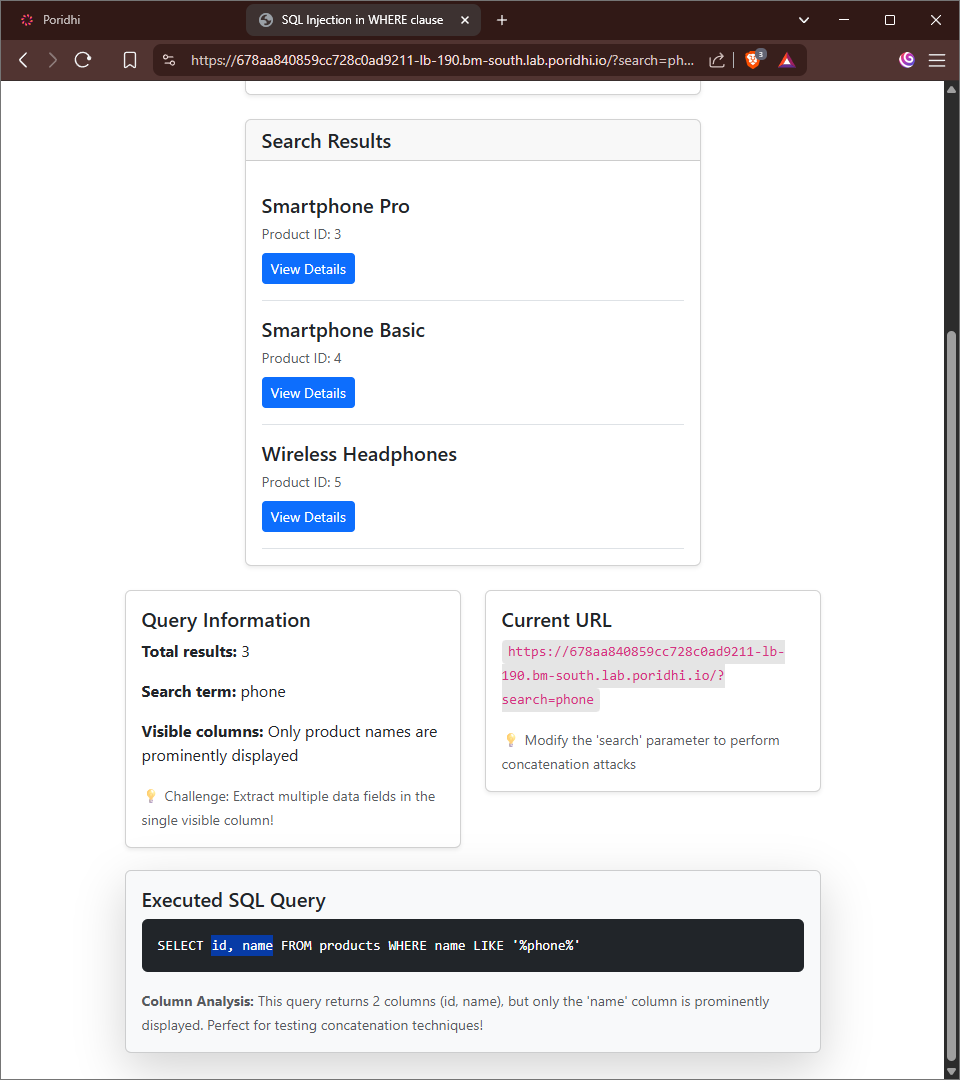 Poridhi
SQL Injection in WHERE clause
https://678aa840859cc728c0ad9211-lb-190.bm-south.lab.poridhi.io/?search=ph...
3
Search Results
Smartphone Pro
Product ID: 3
View Details
Smartphone Basic
Product ID: 4
View Details
Wireless Headphones
Product ID: 5
View Details
Query Information
Total results: 3
Search term: phone
Visible columns: Only product names are
prominently displayed
💡 Challenge: Extract multiple data fields in the
single visible column!
Current URL
https://678aa840859cc728c0ad9211-lb-
190.bm-south.lab.poridhi.io/?
search=phone
💡 Modify the 'search' parameter to perform
concatenation attacks
Executed SQL Query
SELECT id, name FROM products WHERE name LIKE '%phone%'
Column Analysis: This query returns 2 columns (id, name), but only the 'name' column is prominently
displayed. Perfect for testing concatenation techniques!